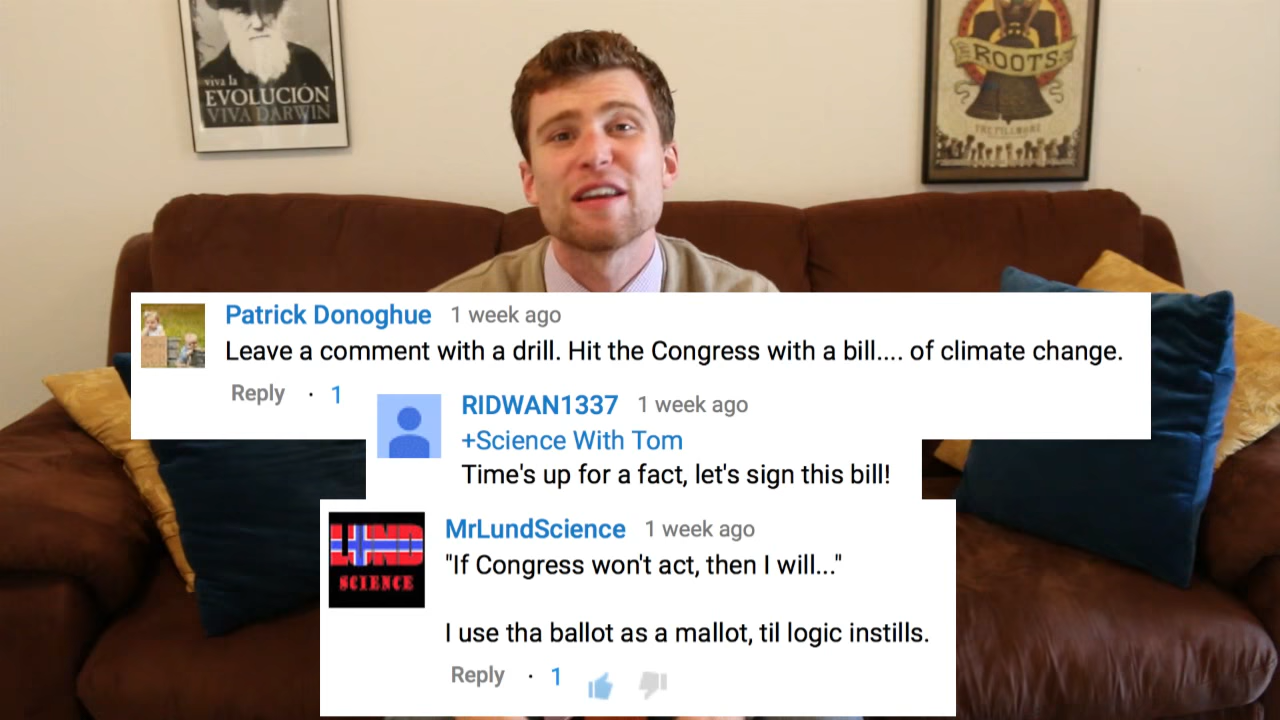 viva la
EVOLUCIÓN
VIVA DARWIN
THE ROOTS
THE FILLMORE
Patrick Donoghue 1 week ago
Leave a comment with a drill. Hit the Congress with a bill.... of climate change.
Reply · 1
RIDWAN1337 1 week ago
+Science With Tom
Time's up for a fact, let's sign this bill!
LUND
SCIENCE
MrLundScience 1 week ago
"If Congress won't act, then I will..."
I use tha ballot as a mallot, til logic instills.
Reply · 1